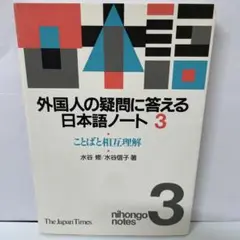 日本語
外国人の疑問に答える
日本語ノート 3
ことばと相互理解
水谷 修/水谷信子 著
The Japan Times
nihongo
notes 3